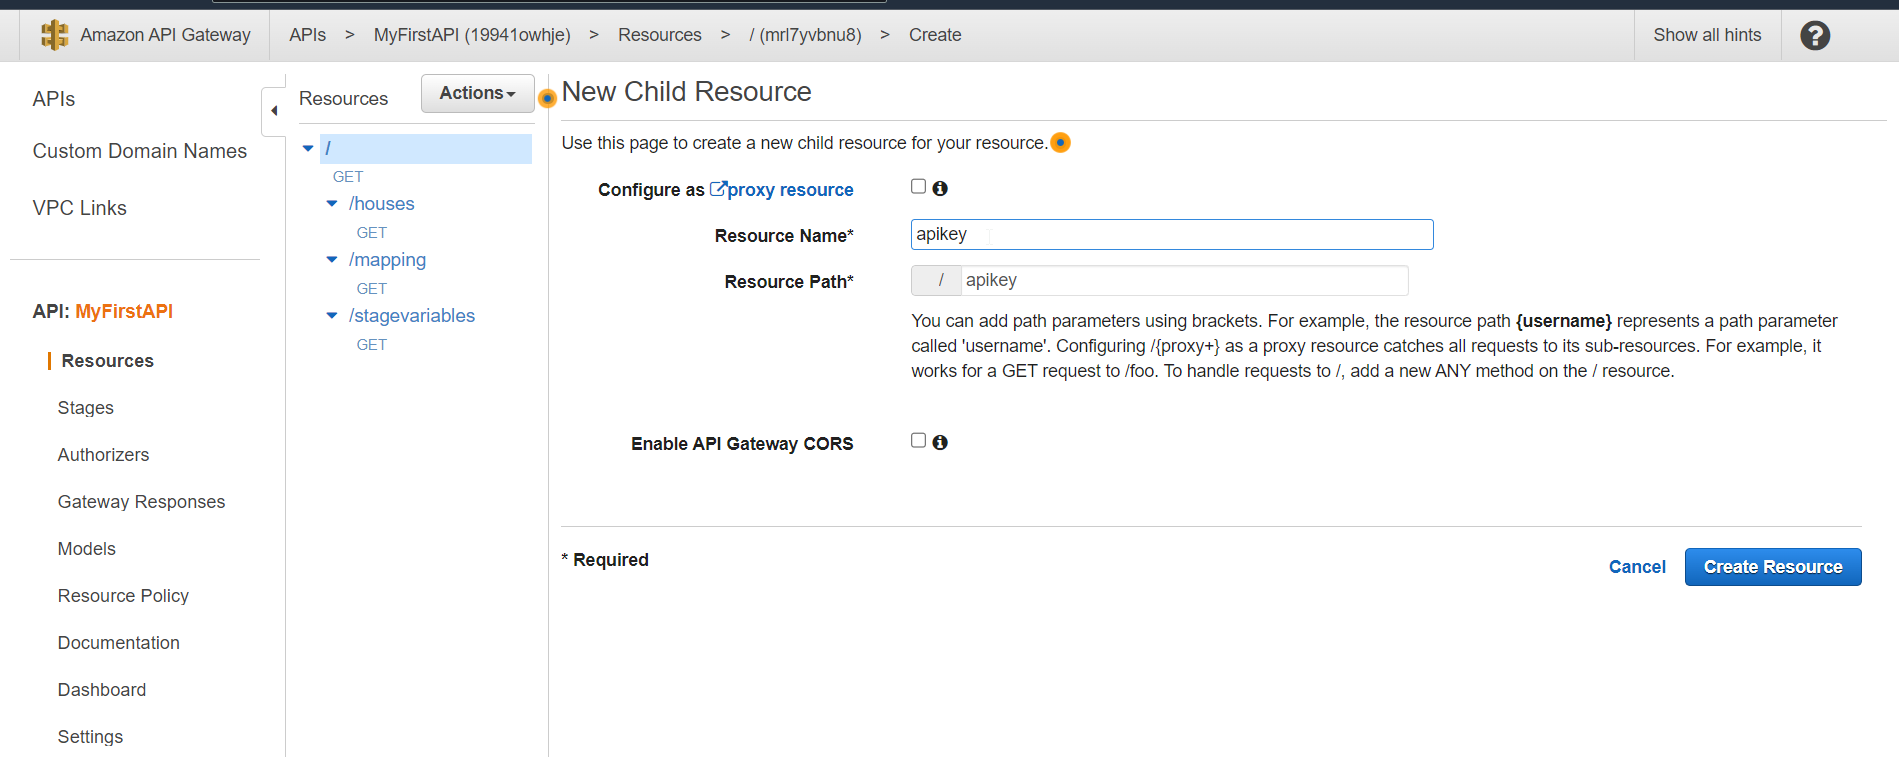 Amazon API Gateway APIs > MyFirstAPI (19941owhje) > Resources > / (mrl7yvbnu8) > Create Show all hints ?
APIs
Custom Domain Names
VPC Links
API: MyFirstAPI
Resources
Stages
Authorizers
Gateway Responses
Models
Resource Policy
Documentation
Dashboard
Settings
Resources Actions
/
GET
/houses
GET
/mapping
GET
/stagevariables
GET
New Child Resource
Use this page to create a new child resource for your resource.
Configure as proxy resource
Resource Name* apikey
Resource Path* / apikey
You can add path parameters using brackets. For example, the resource path {username} represents a path parameter
called 'username'. Configuring /{proxy+} as a proxy resource catches all requests to its sub-resources. For example, it
works for a GET request to /foo. To handle requests to /, add a new ANY method on the / resource.
Enable API Gateway CORS
* Required
Cancel Create Resource